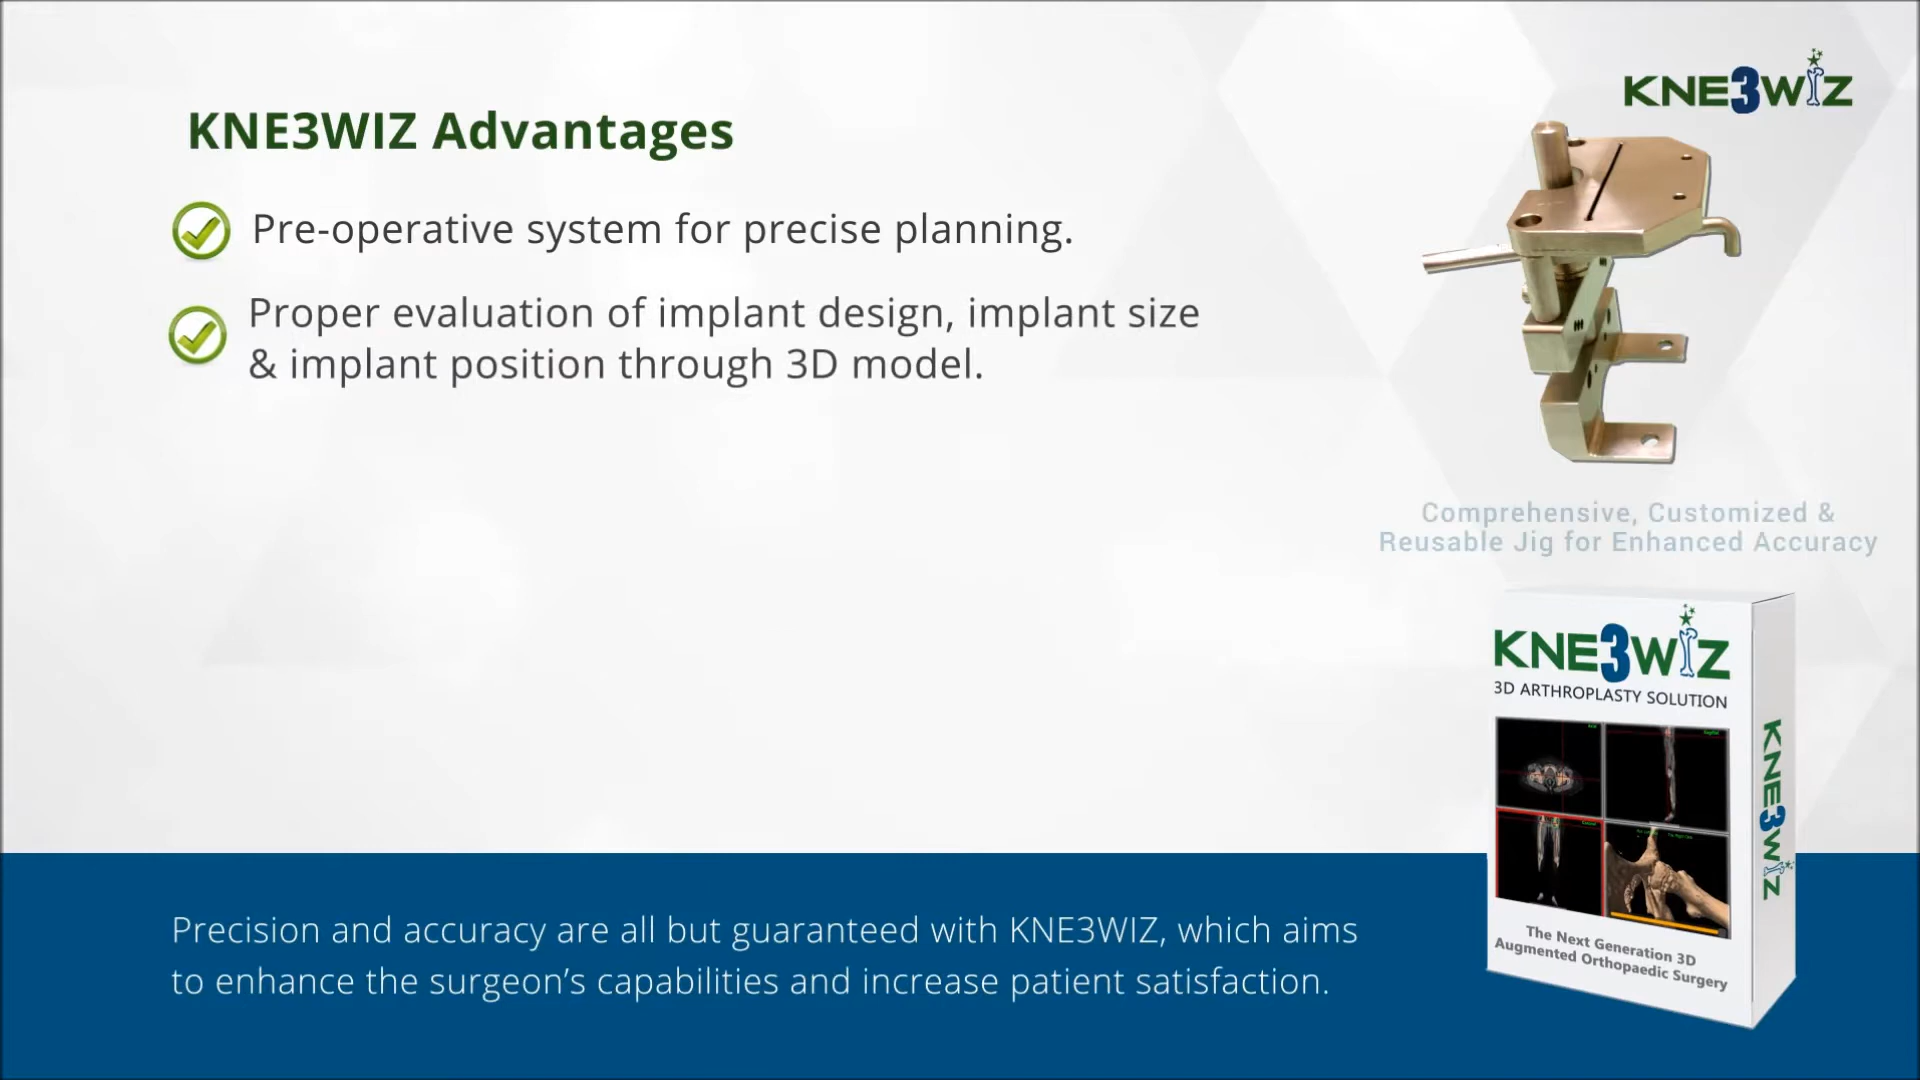 KNE3WIZ
KNE3WIZ Advantages
Pre-operative system for precise planning.
Proper evaluation of implant design, implant size
& implant position through 3D model.
Comprehensive, Customized &
Reusable Jig for Enhanced Accuracy
KNE3WIZ
3D ARTHROPLASTY SOLUTION
The Next Generation 3D
Augmented Orthopaedic Surgery
KNE3WIZ
Precision and accuracy are all but guaranteed with KNE3WIZ, which aims
to enhance the surgeon’s capabilities and increase patient satisfaction.